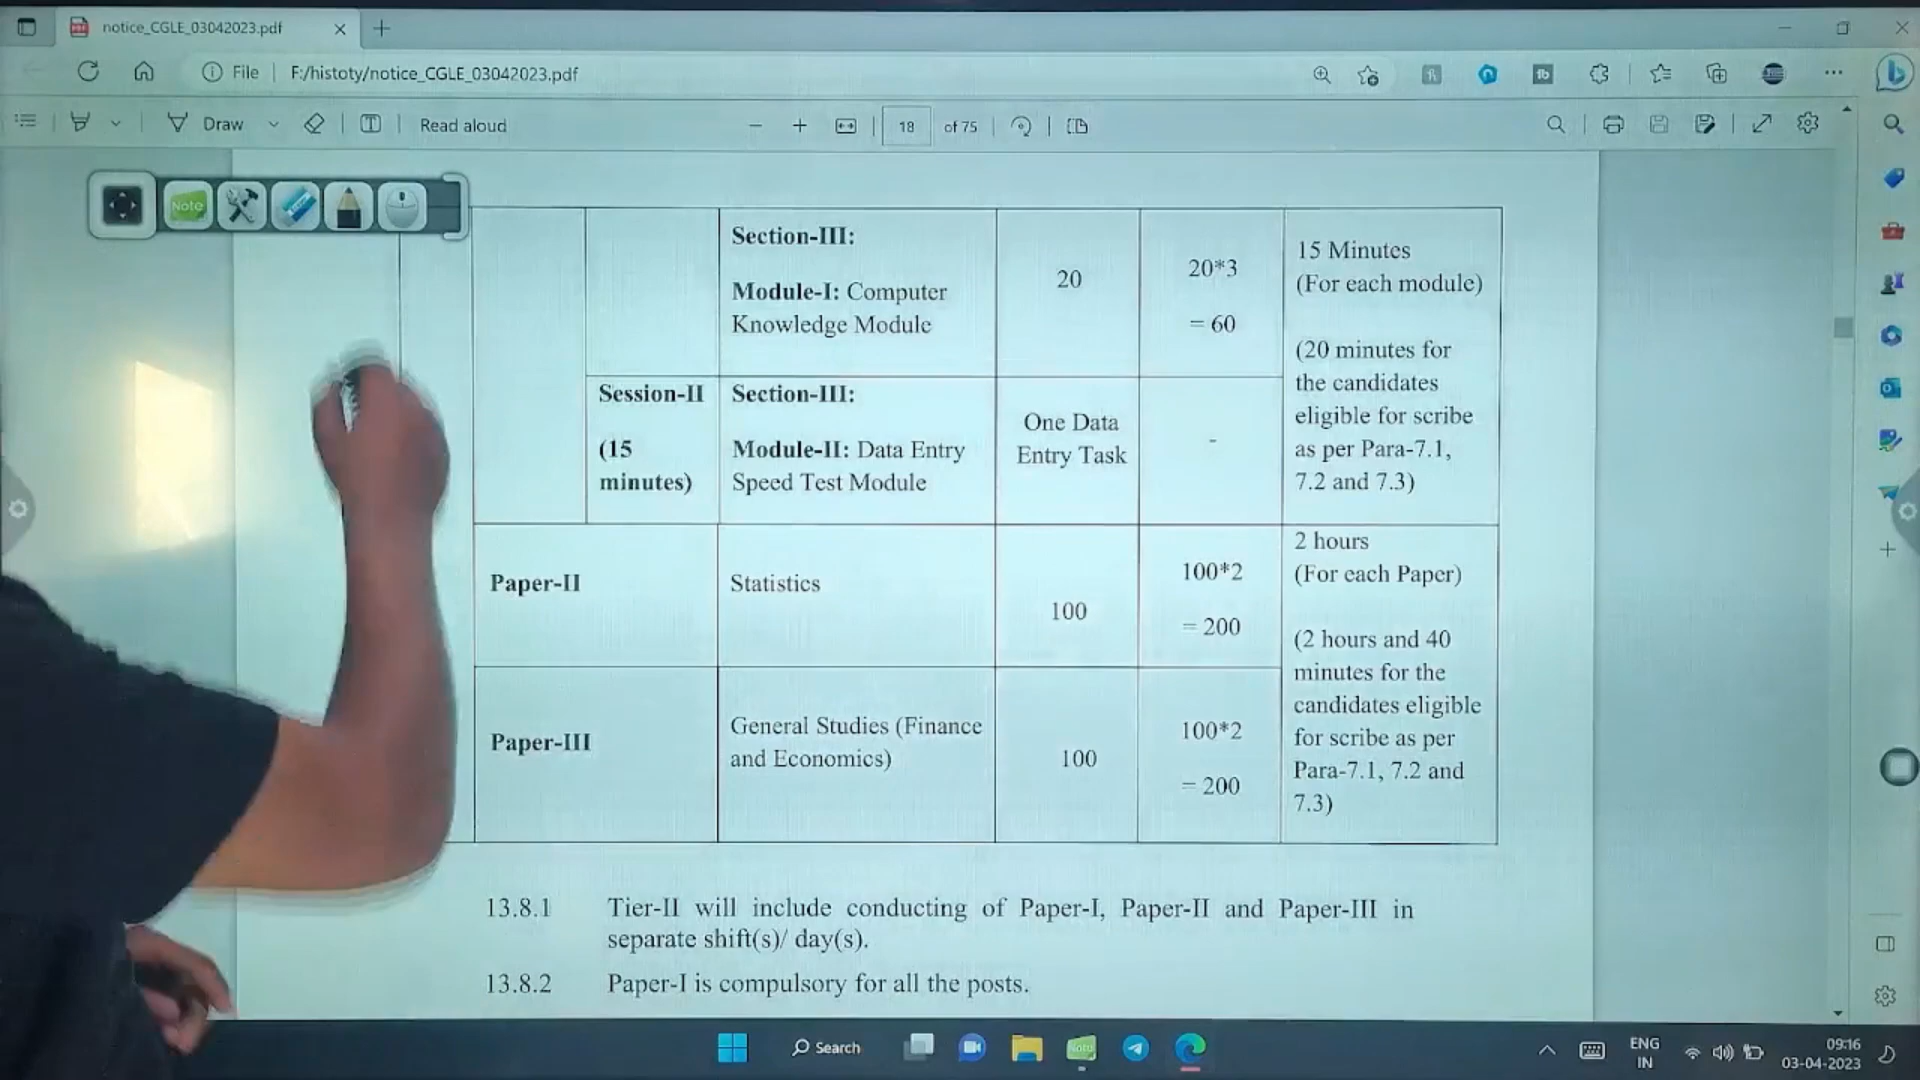 notice_CGLE_03042023.pdf
File F:/histoty/notice_CGLE_03042023.pdf
Draw Read aloud 18 of 75
Note
Section-III:
Module-I: Computer
Knowledge Module
20
20*3
= 60
15 Minutes
(For each module)
(20 minutes for
the candidates
eligible for scribe
as per Para-7.1,
7.2 and 7.3)
Session-II
(15
minutes)
Section-III:
Module-II: Data Entry
Speed Test Module
One Data
Entry Task
-
Paper-II
Statistics
100
100*2
= 200
2 hours
(For each Paper)
(2 hours and 40
minutes for the
candidates eligible
for scribe as per
Para-7.1, 7.2 and
7.3)
Paper-III
General Studies (Finance
and Economics)
100
100*2
= 200
13.8.1 Tier-II will include conducting of Paper-I, Paper-II and Paper-III in
separate shift(s)/ day(s).
13.8.2 Paper-I is compulsory for all the posts.
Search
Note
ENG
IN
09:16
03-04-2023